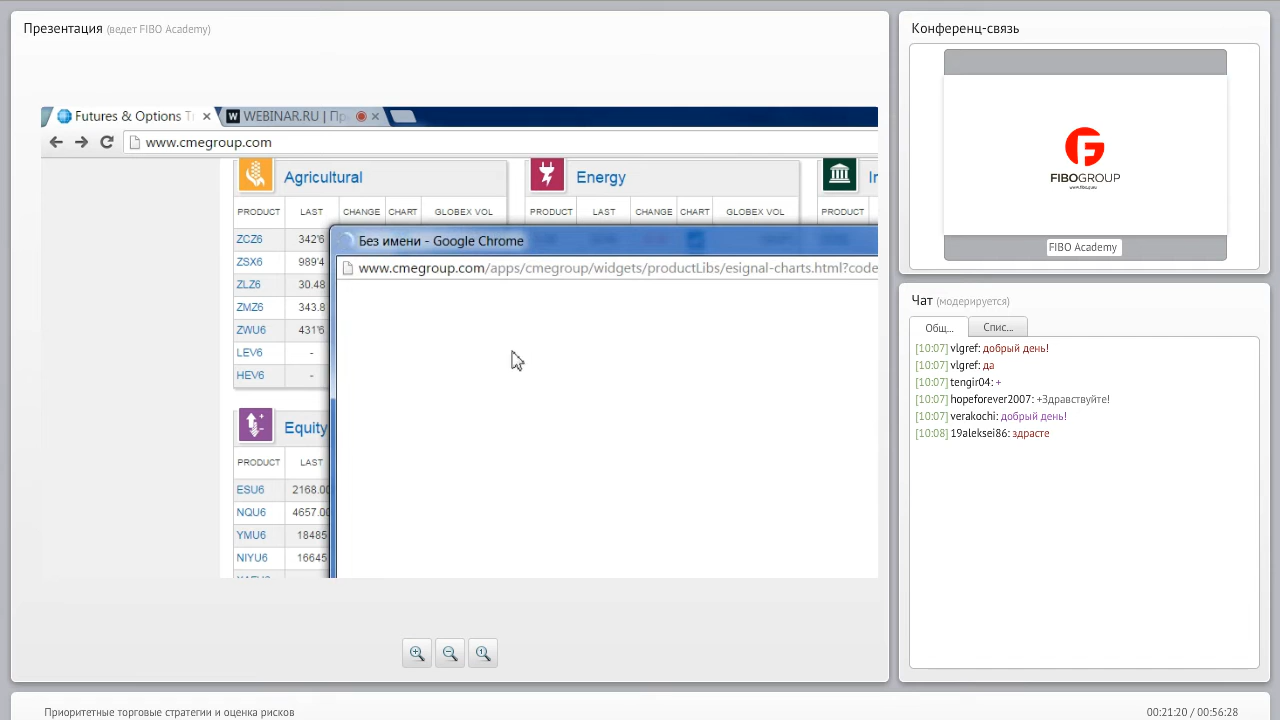 Презентация (ведет FIBO Academy)
Futures & Options T
WEBINAR.RU | П
www.cmegroup.com
Agricultural
PRODUCT LAST CHANGE CHART GLOBEX VOL
ZCZ6 342'6
ZSX6 989'4
ZLZ6 30.48
ZMZ6 343.8
ZWU6 431'6
LEV6 -
HEV6 -
Energy
PRODUCT LAST CHANGE CHART GLOBEX VOL
PRODUCT
Без имени - Google Chrome
www.cmegroup.com/apps/cmegroup/widgets/productLibs/esignal-charts.html?code
Equity
PRODUCT LAST
ESU6 2168.00
NQU6 4657.00
YMU6 18485
NIYU6 16645
Конференц-связь
FIBOGROUP
FIBO Academy
Чат (модерируется)
Общ... Спис...
[10:07] vlgref: добрый день!
[10:07] vlgref: да
[10:07] tengir04: +
[10:07] hopeforever2007: +Здравствуйте!
[10:07] verakochi: добрый день!
[10:08] 19aleksei86: здрасте
Приоритетные торговые стратегии и оценка рисков
00:21:20 / 00:56:28